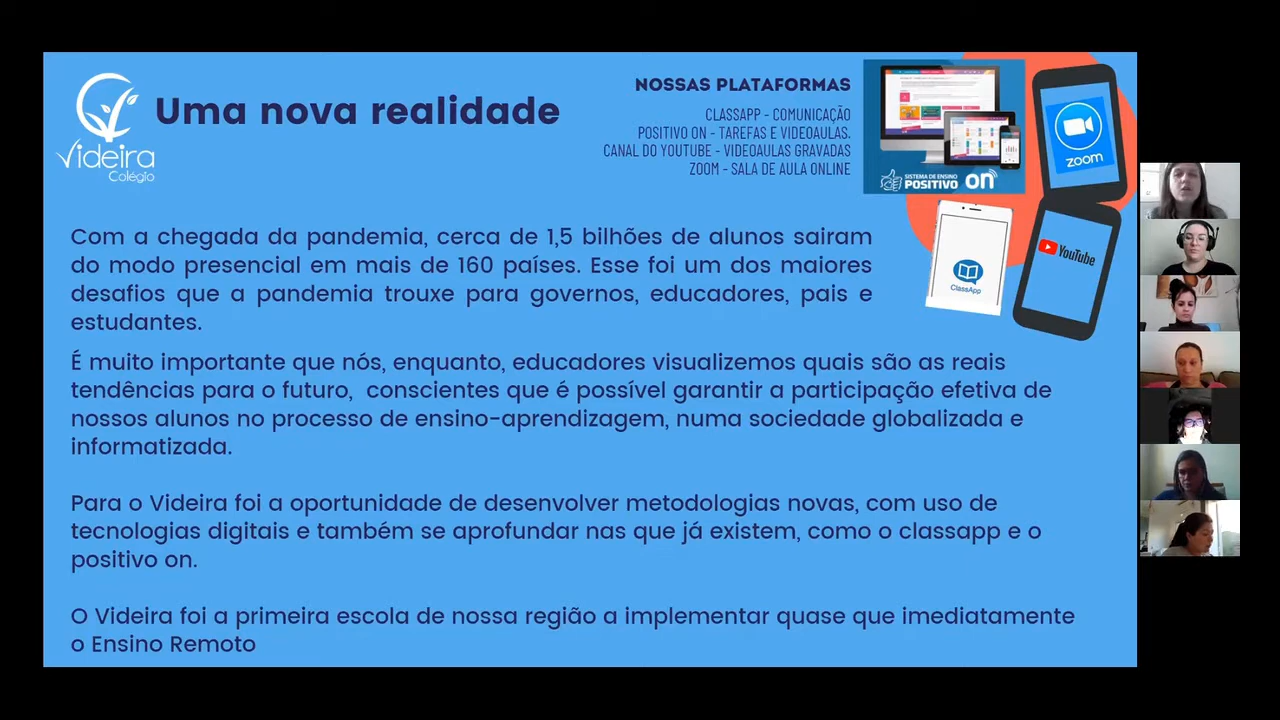 Uma nova realidade
Videira
Colégio
NOSSAS PLATAFORMAS
CLASSAPP - COMUNICAÇÃO
POSITIVO ON - TAREFAS E VIDEOAULAS.
CANAL DO YOUTUBE - VIDEOAULAS GRAVADAS
ZOOM - SALA DE AULA ONLINE
SISTEMA DE ENSINO
POSITIVO on
zoom
ClassApp
YouTube
Com a chegada da pandemia, cerca de 1,5 bilhões de alunos sairam
do modo presencial em mais de 160 países. Esse foi um dos maiores
desafios que a pandemia trouxe para governos, educadores, pais e
estudantes.
É muito importante que nós, enquanto, educadores visualizemos quais são as reais
tendências para o futuro, conscientes que é possível garantir a participação efetiva de
nossos alunos no processo de ensino-aprendizagem, numa sociedade globalizada e
informatizada.
Para o Videira foi a oportunidade de desenvolver metodologias novas, com uso de
tecnologias digitais e também se aprofundar nas que já existem, como o classapp e o
positivo on.
O Videira foi a primeira escola de nossa região a implementar quase que imediatamente
o Ensino Remoto